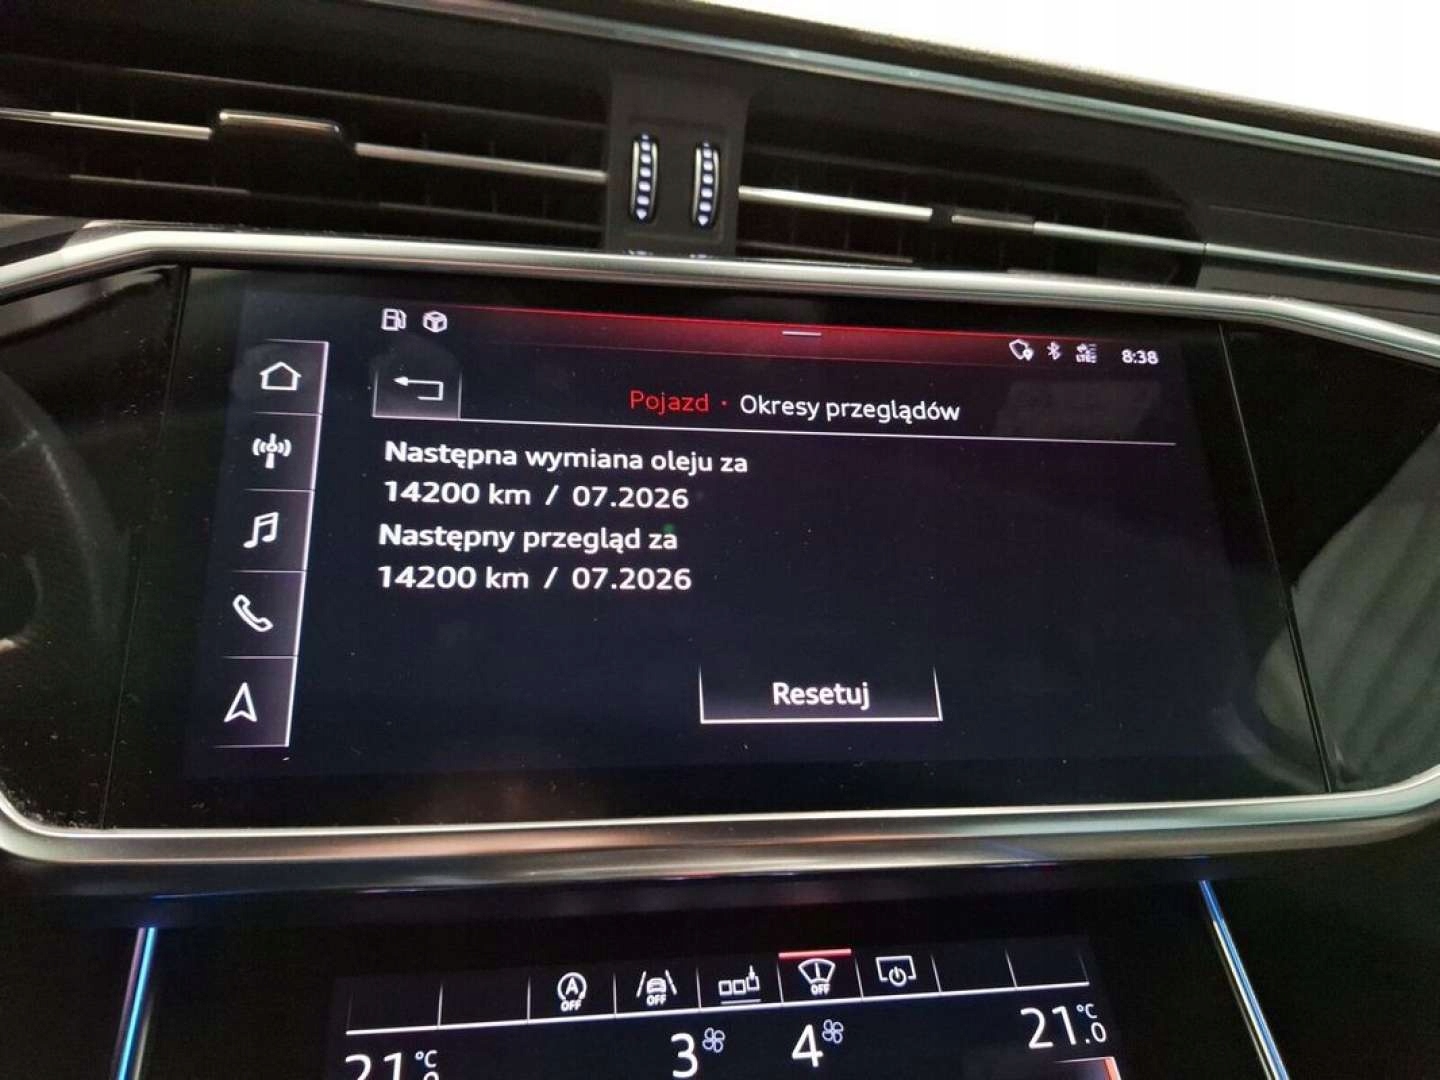 8:38
Pojazd · Okresy przeglądów
Następna wymiana oleju za
14200 km / 07.2026
Następny przegląd za
14200 km / 07.2026
Resetuj
A OFF
OFF
OFF
21 °C
3
4
21.0 °C